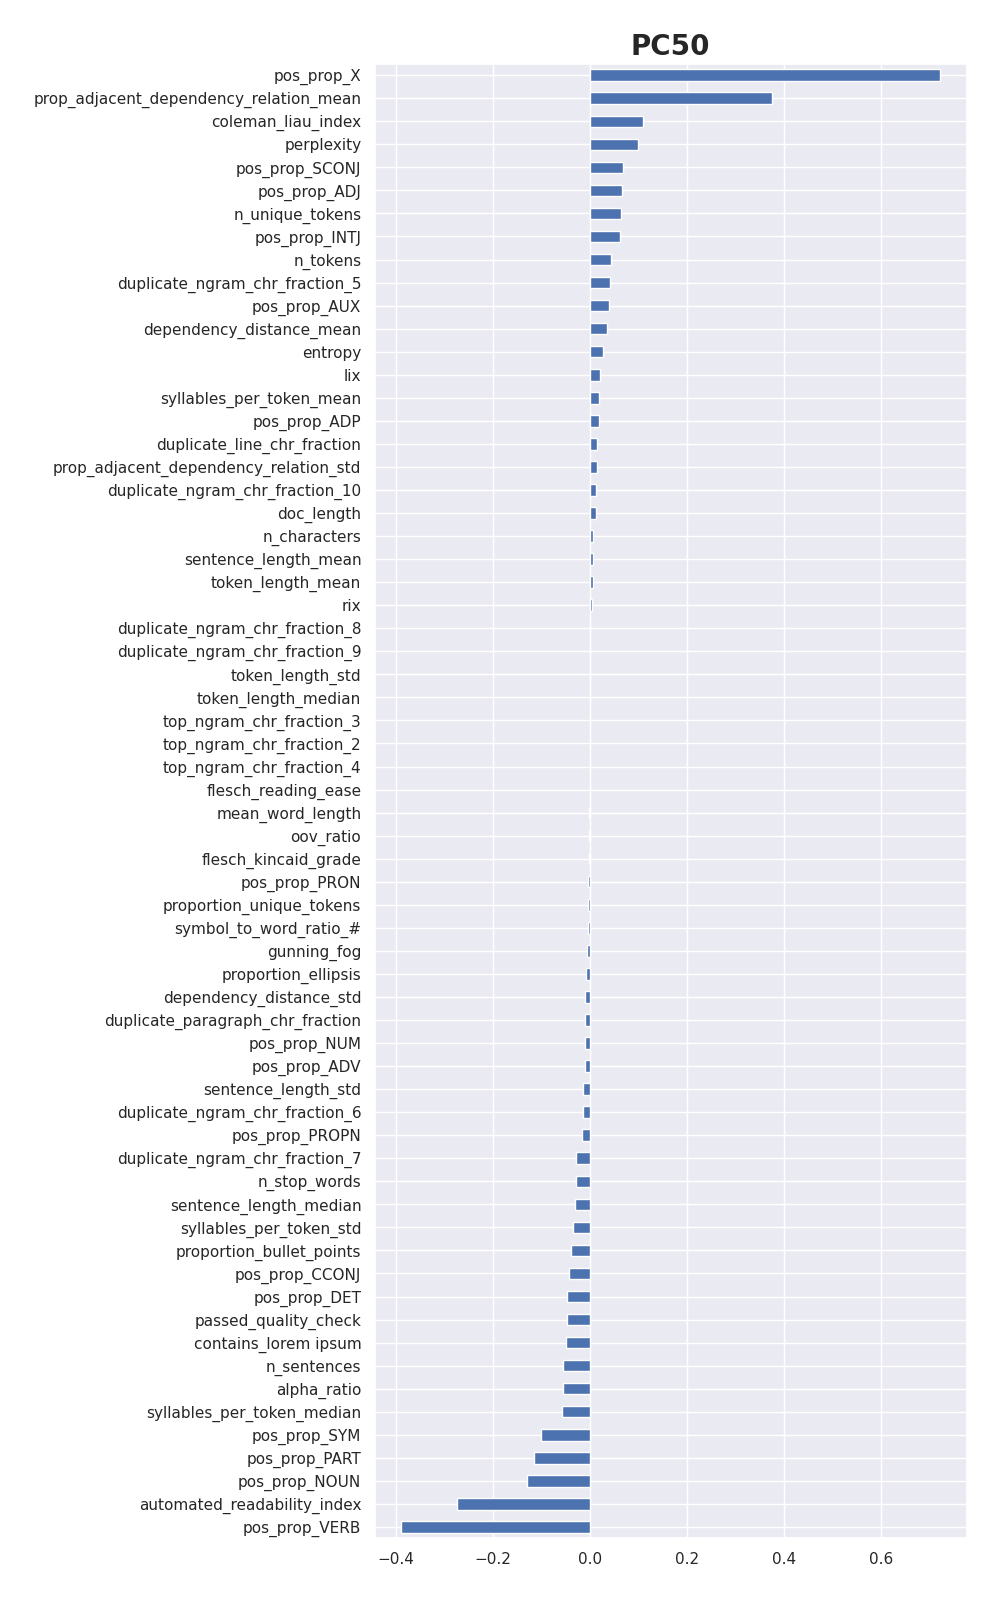 PC50
pos_prop_X
prop_adjacent_dependency_relation_mean
coleman_liau_index
perplexity
pos_prop_SCONJ
pos_prop_ADJ
n_unique_tokens
pos_prop_INTJ
n_tokens
duplicate_ngram_chr_fraction_5
pos_prop_AUX
dependency_distance_mean
entropy
lix
syllables_per_token_mean
pos_prop_ADP
duplicate_line_chr_fraction
prop_adjacent_dependency_relation_std
duplicate_ngram_chr_fraction_10
doc_length
n_characters
sentence_length_mean
token_length_mean
rix
duplicate_ngram_chr_fraction_8
duplicate_ngram_chr_fraction_9
token_length_std
token_length_median
top_ngram_chr_fraction_3
top_ngram_chr_fraction_2
top_ngram_chr_fraction_4
flesch_reading_ease
mean_word_length
oov_ratio
flesch_kincaid_grade
pos_prop_PRON
proportion_unique_tokens
symbol_to_word_ratio_#
gunning_fog
proportion_ellipsis
dependency_distance_std
duplicate_paragraph_chr_fraction
pos_prop_NUM
pos_prop_ADV
sentence_length_std
duplicate_ngram_chr_fraction_6
pos_prop_PROPN
duplicate_ngram_chr_fraction_7
n_stop_words
sentence_length_median
syllables_per_token_std
proportion_bullet_points
pos_prop_CCONJ
pos_prop_DET
passed_quality_check
contains_lorem ipsum
n_sentences
alpha_ratio
syllables_per_token_median
pos_prop_SYM
pos_prop_PART
pos_prop_NOUN
automated_readability_index
pos_prop_VERB
−0.4 −0.2 0.0 0.2 0.4 0.6